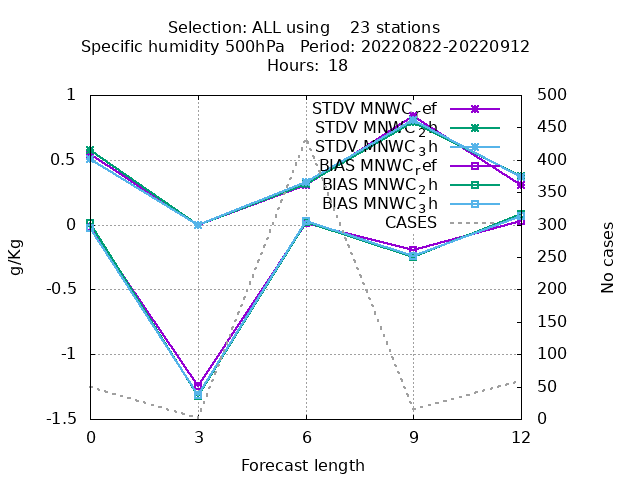 Selection: ALL using    23 stations
Specific humidity 500hPa   Period: 20220822-20220912
Hours: 18
1
0.5
0
-0.5
-1
-1.5
500
450
400
350
300
250
200
150
100
50
0
0
3
6
9
12
g/Kg
No cases
Forecast length
STDV MNWC_ref
STDV MNWC_2h
STDV MNWC_3h
BIAS MNWC_ref
BIAS MNWC_2h
BIAS MNWC_3h
CASES